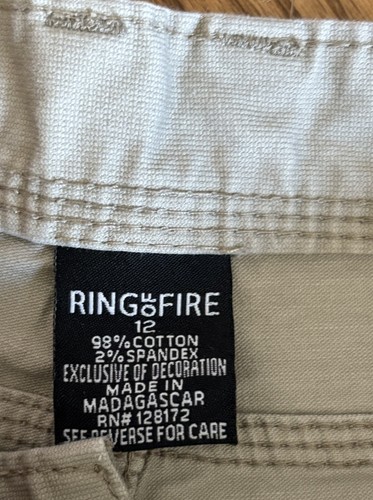 RING OF FIRE
12
98% COTTON
2% SPANDEX
EXCLUSIVE OF DECORATION
MADE IN
MADAGASCAR
RN# 128172
SEE REVERSE FOR CARE